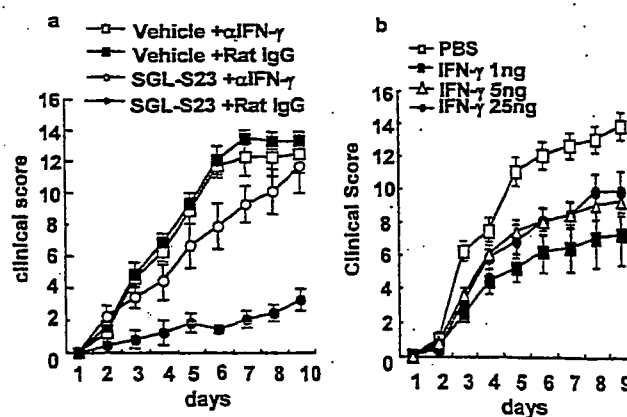 a
Vehicle +αIFN-γ
Vehicle +Rat IgG
SGL-S23 +αIFN-γ
SGL-S23 +Rat IgG
clinical score
16
14
12
10
8
6
4
2
0
1 2 3 4 5 6 7 8 9 10
days
b
PBS
IFN-γ 1ng
IFN-γ 5ng
IFN-γ 25ng
Clinical Score
16
14
12
10
8
6
4
2
0
1 2 3 4 5 6 7 8 9
days